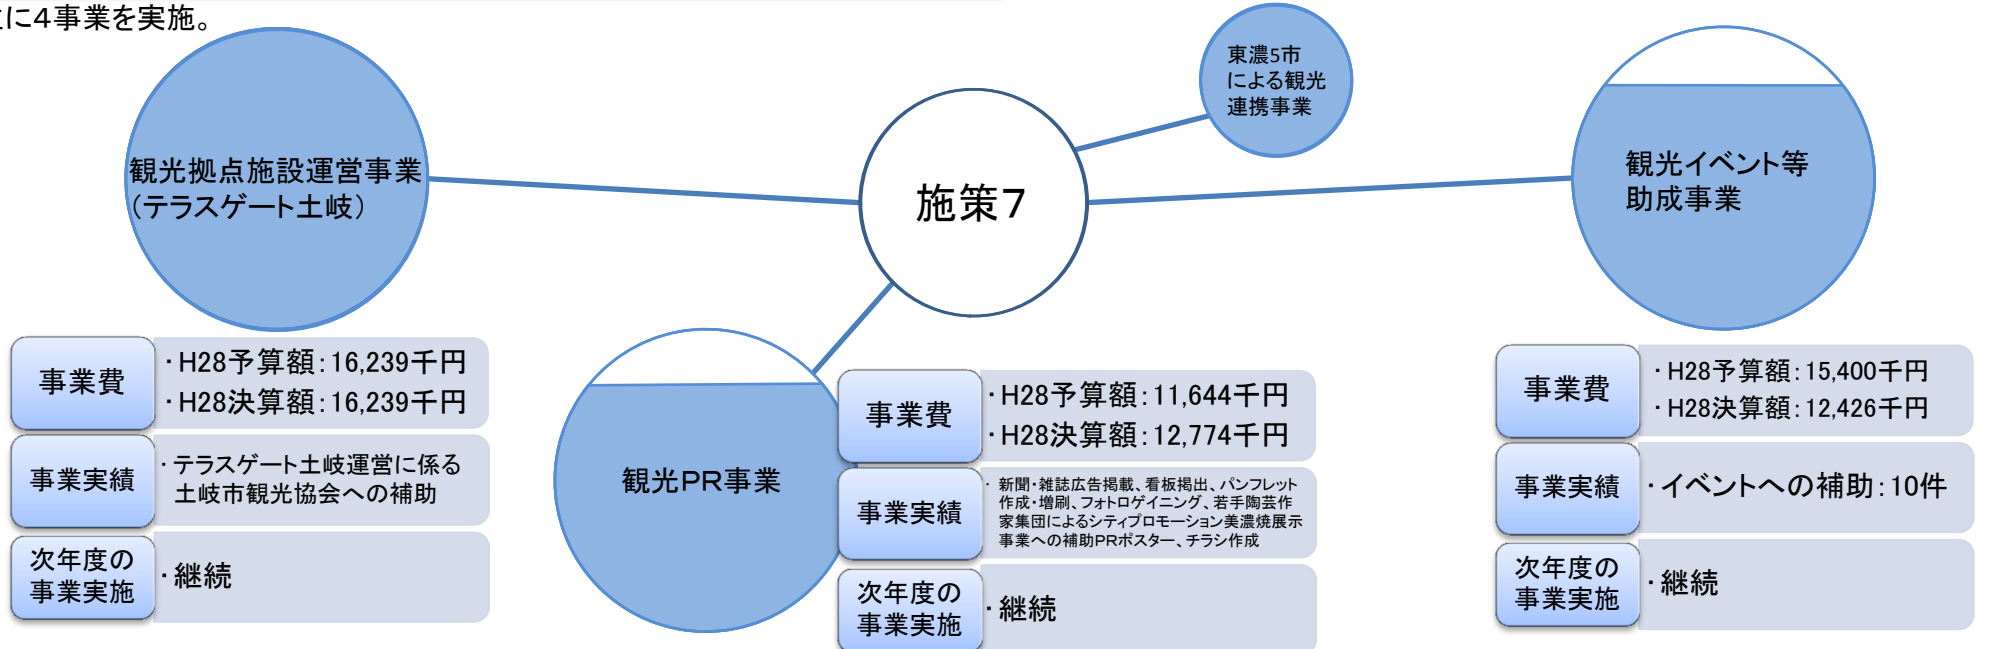 に4事業を実施。
観光拠点施設運営事業
（テラスゲート土岐）
事業費
・H28予算額：16,239千円
・H28決算額：16,239千円
事業実績
・テラスゲート土岐運営に係る
土岐市観光協会への補助
次年度の
事業実施
・継続
施策7
東濃5市
による観光
連携事業
観光PR事業
事業費
・H28予算額：11,644千円
・H28決算額：12,774千円
事業実績
・新聞・雑誌広告掲載、看板掲出、パンフレット
作成・増刷、フォトロゲイニング、若手陶芸作
家集団によるシティプロモーション美濃焼展示
事業への補助PRポスター、チラシ作成
次年度の
事業実施
・継続
観光イベント等
助成事業
事業費
・H28予算額：15,400千円
・H28決算額：12,426千円
事業実績
・イベントへの補助：10件
次年度の
事業実施
・継続